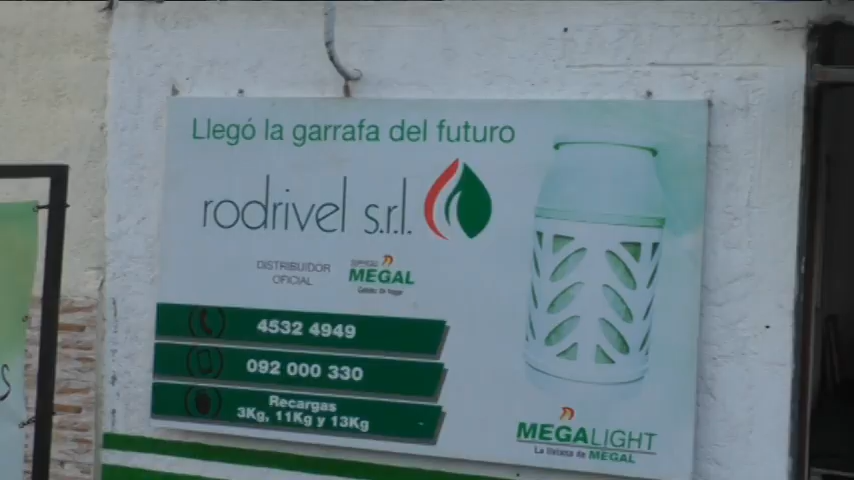 Llegó la garrafa del futuro
rodrivel s.r.l.
DISTRIBUIDOR
OFICIAL
MEGAL
4532 4949
092 000 330
Recargas
3Kg, 11Kg y 13Kg
MEGALIGHT
La liviana de MEGAL
S